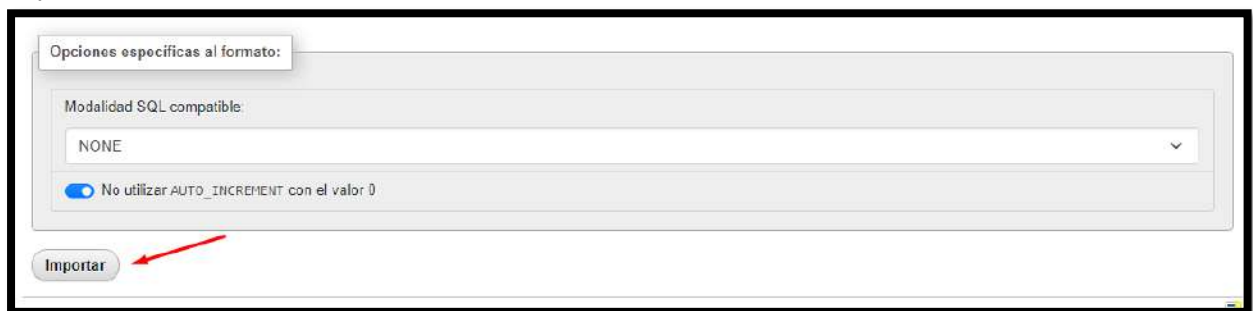 Opciones específicas al formato:
Modalidad SQL compatible:
NONE
No utilizar AUTO_INCREMENT con el valor 0
Importar